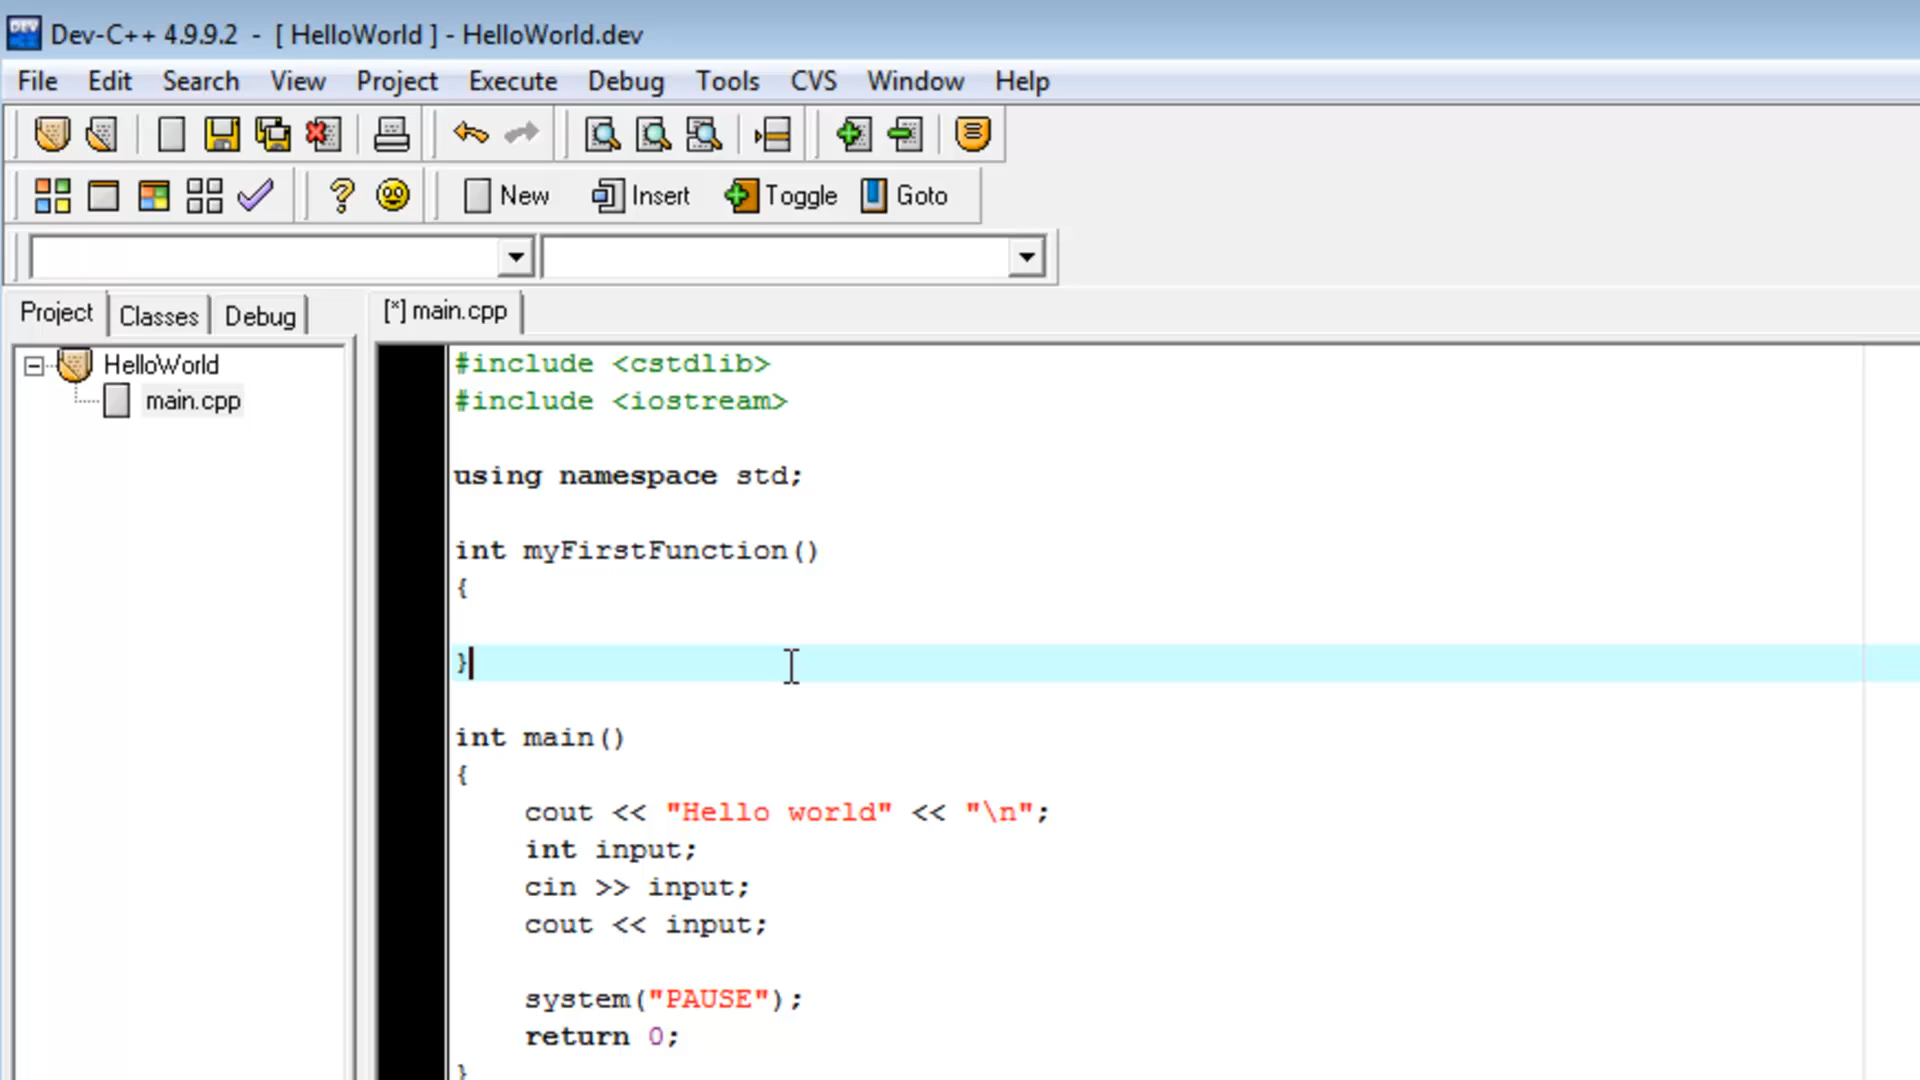 Dev-C++ 4.9.9.2 - [ HelloWorld ] - HelloWorld.dev
File Edit Search View Project Execute Debug Tools CVS Window Help
New Insert Toggle Goto
Project Classes Debug
[*] main.cpp
HelloWorld
main.cpp
#include <cstdlib>
#include <iostream>
using namespace std;
int myFirstFunction()
{
}
int main()
{
cout << "Hello world" << "\n";
int input;
cin >> input;
cout << input;
system("PAUSE");
return 0;
}